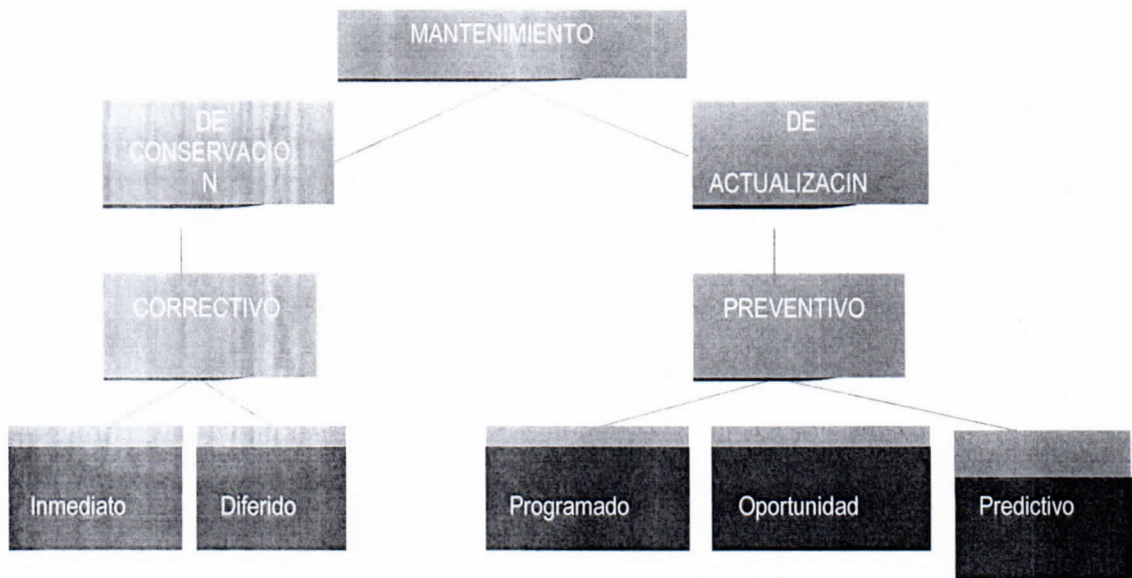 MANTENIMIENTO
DE
CONSERVACIO
N
DE
ACTUALIZACIN
CORRECTIVO
PREVENTIVO
Inmediato
Diferido
Programado
Oportunidad
Predictivo